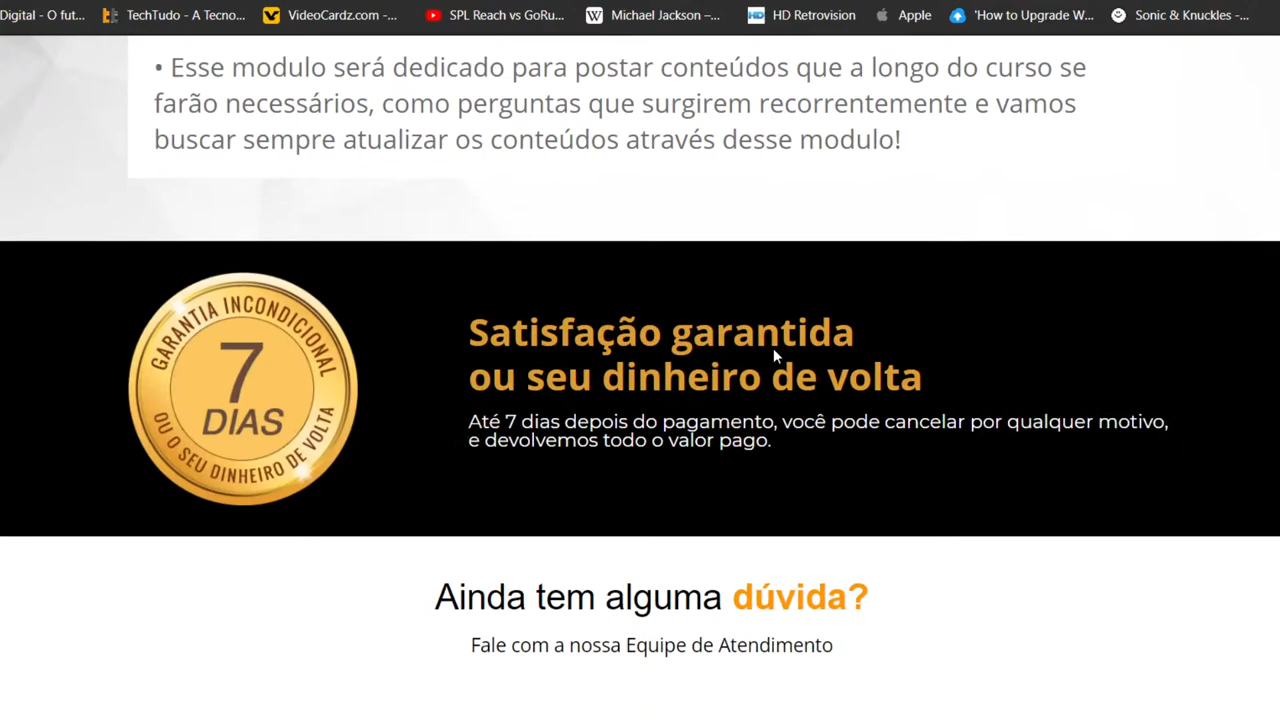 Digital - O fut...
TechTudo - A Tecno...
VideoCardz.com -...
SPL Reach vs GoRu...
Michael Jackson –...
HD Retrovision
Apple
'How to Upgrade W...
Sonic & Knuckles -...
• Esse modulo será dedicado para postar conteúdos que a longo do curso se
farão necessários, como perguntas que surgirem recorrentemente e vamos
buscar sempre atualizar os conteúdos através desse modulo!
GARANTIA INCONDICIONAL
7
DIAS
OU O SEU DINHEIRO DE VOLTA
Satisfação garantida
ou seu dinheiro de volta
Até 7 dias depois do pagamento, você pode cancelar por qualquer motivo,
e devolvemos todo o valor pago.
Ainda tem alguma dúvida?
Fale com a nossa Equipe de Atendimento